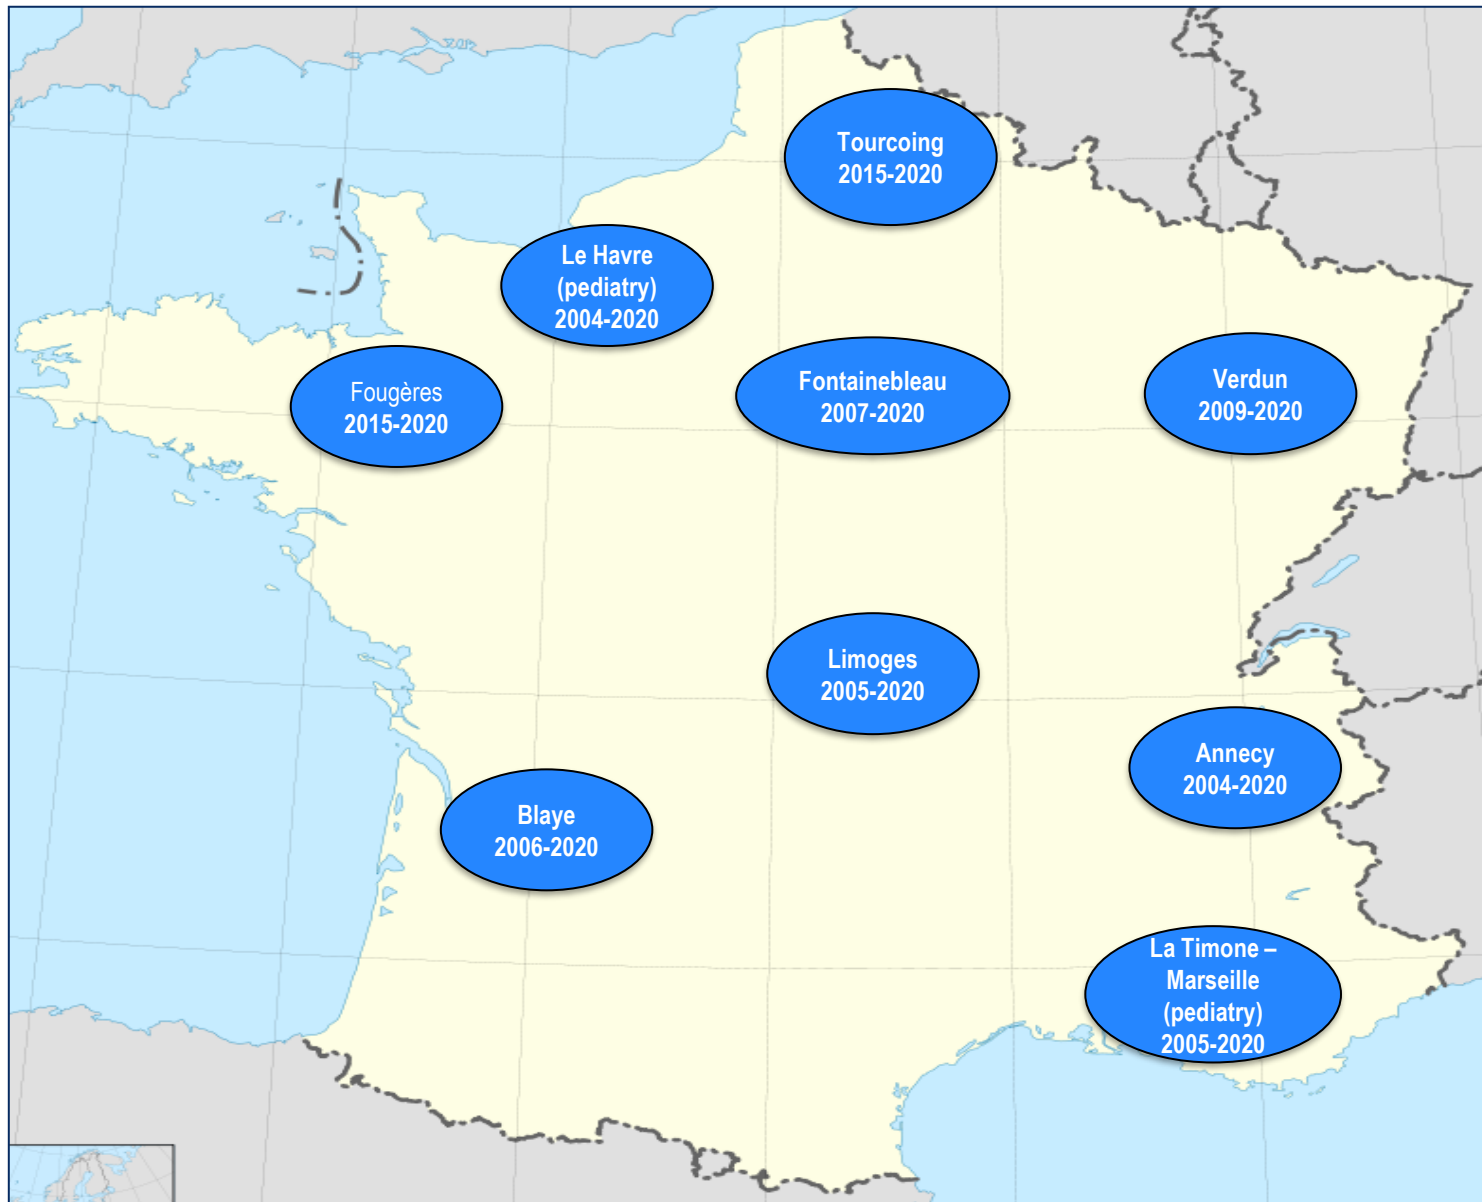 Tourcoing
2015-2020
Le Havre
(pediatry)
2004-2020
Fougères
2015-2020
Fontainebleau
2007-2020
Verdun
2009-2020
Limoges
2005-2020
Annecy
2004-2020
Blaye
2006-2020
La Timone –
Marseille
(pediatry)
2005-2020